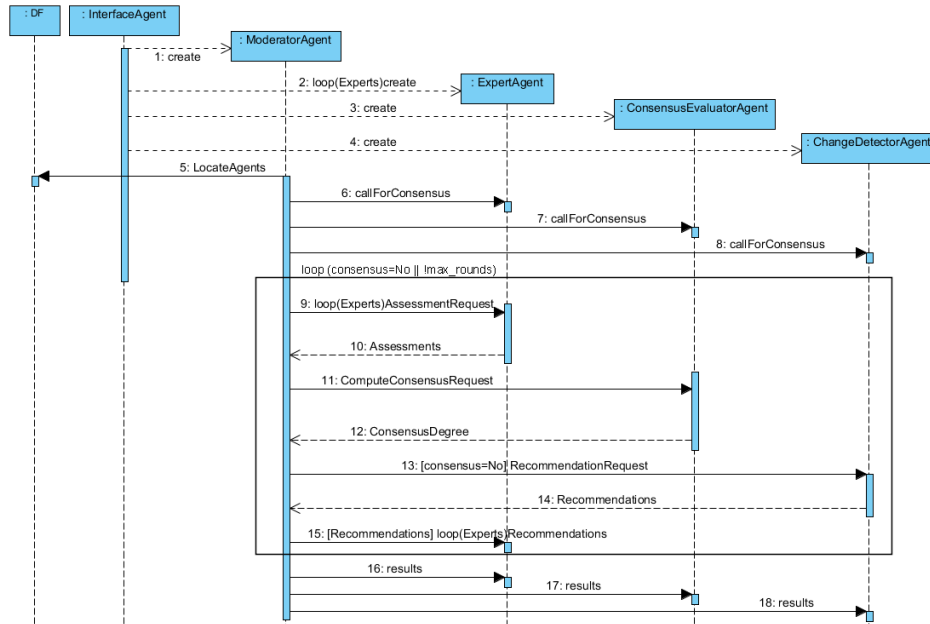 : DF
: InterfaceAgent
: ModeratorAgent
1: create
2: loop(Experts)create
: ExpertAgent
3: create
: ConsensusEvaluatorAgent
4: create
: ChangeDetectorAgent
5: LocateAgents
6: callForConsensus
7: callForConsensus
8: callForConsensus
loop (consensus=No || !max_rounds)
9: loop(Experts)AssessmentRequest
10: Assessments
11: ComputeConsensusRequest
12: ConsensusDegree
13: [consensus=No] RecommendationRequest
14: Recommendations
15: [Recommendations] loop(Experts)Recommendations
16: results
17: results
18: results